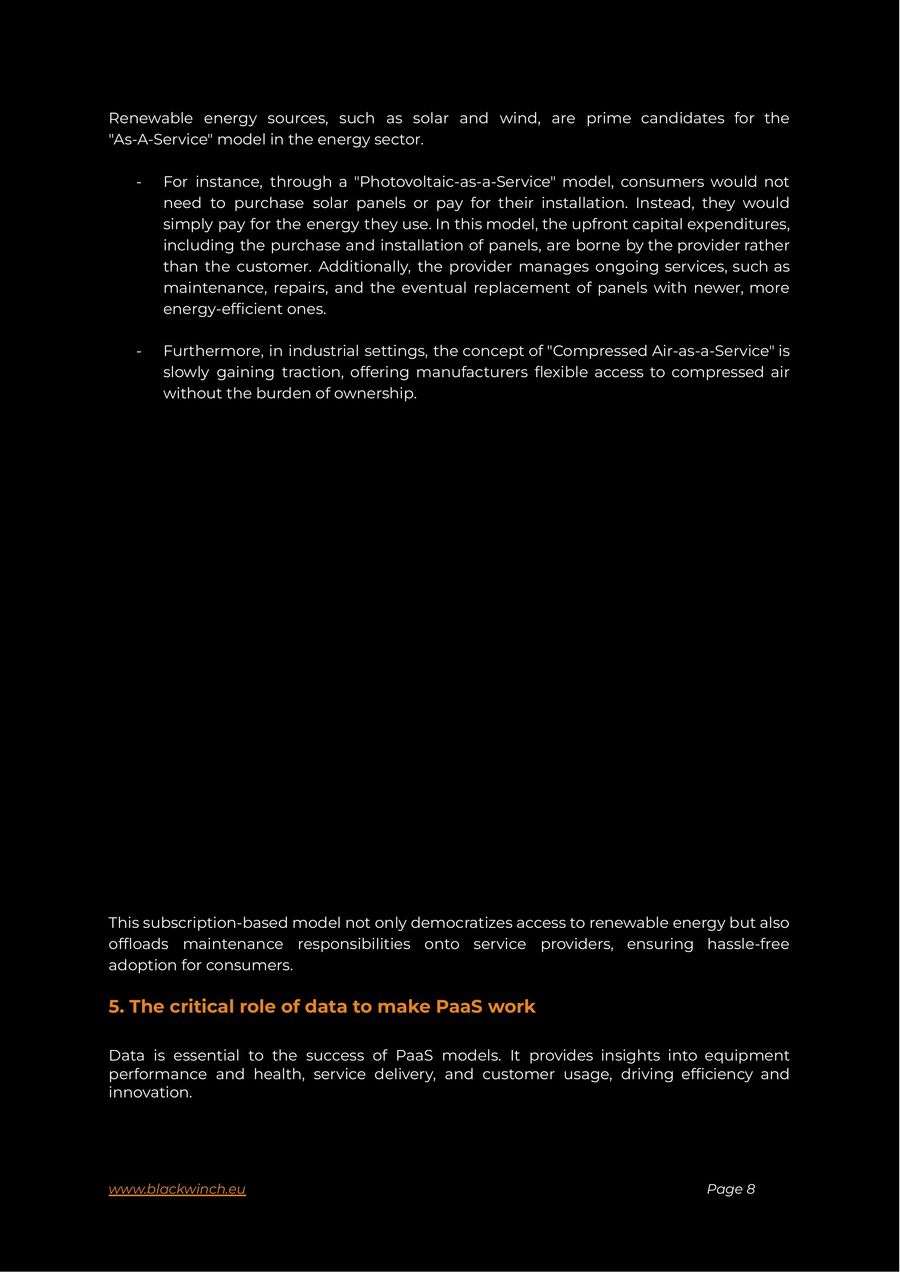 Renewable energy sources, such as solar and wind, are prime candidates for the
"As-A-Service" model in the energy sector.
- For instance, through a "Photovoltaic-as-a-Service" model, consumers would not
need to purchase solar panels or pay for their installation. Instead, they would
simply pay for the energy they use. In this model, the upfront capital expenditures,
including the purchase and installation of panels, are borne by the provider rather
than the customer. Additionally, the provider manages ongoing services, such as
maintenance, repairs, and the eventual replacement of panels with newer, more
energy-efficient ones.
- Furthermore, in industrial settings, the concept of "Compressed Air-as-a-Service" is
slowly gaining traction, offering manufacturers flexible access to compressed air
without the burden of ownership.
This subscription-based model not only democratizes access to renewable energy but also
offloads maintenance responsibilities onto service providers, ensuring hassle-free
adoption for consumers.
5. The critical role of data to make PaaS work
Data is essential to the success of PaaS models. It provides insights into equipment
performance and health, service delivery, and customer usage, driving efficiency and
innovation.
www.blackwinch.eu Page 8